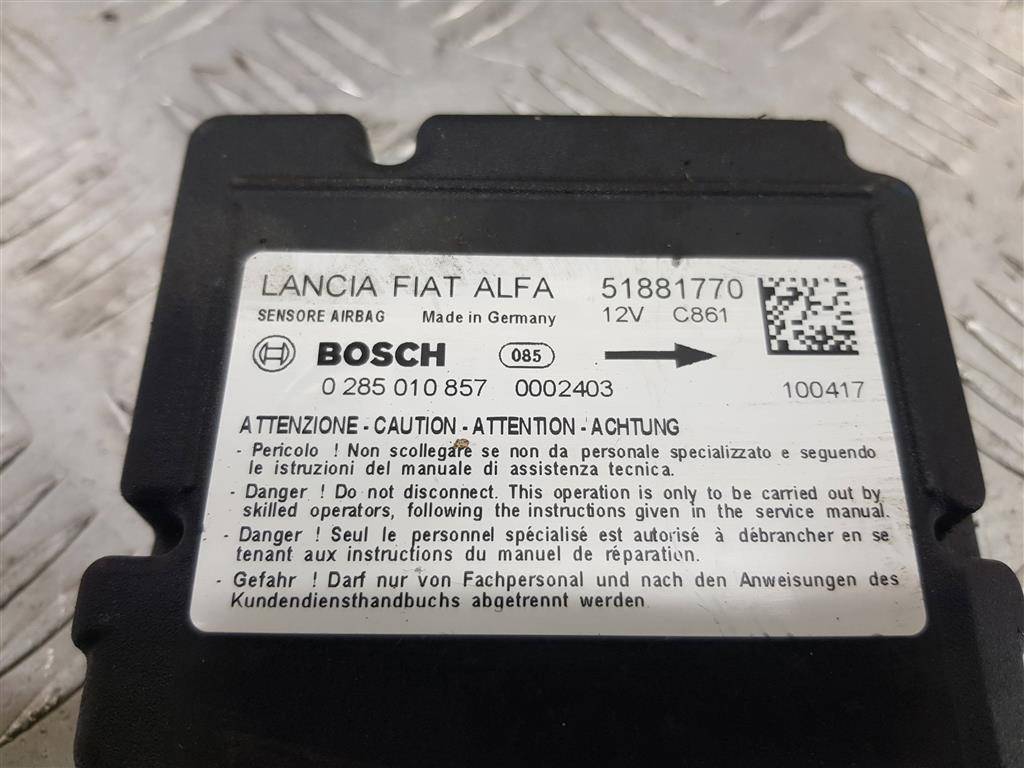 LANCIA FIAT ALFA 51881770
SENSORE AIRBAG Made in Germany 12V C861
BOSCH 085
0 285 010 857 0002403 100417
ATTENZIONE - CAUTION - ATTENTION - ACHTUNG
- Pericolo ! Non scollegare se non da personale specializzato e seguendo
le istruzioni del manuale di assistenza tecnica.
- Danger ! Do not disconnect. This operation is only to be carried out by
skilled operators, following the instructions given in the service manual.
- Danger ! Seul le personnel spécialisé est autorisé à débrancher en se
tenant aux instructions du manuel de réparation.
- Gefahr ! Darf nur von Fachpersonal und nach den Anweisungen des
Kundendiensthandbuchs abgetrennt werden